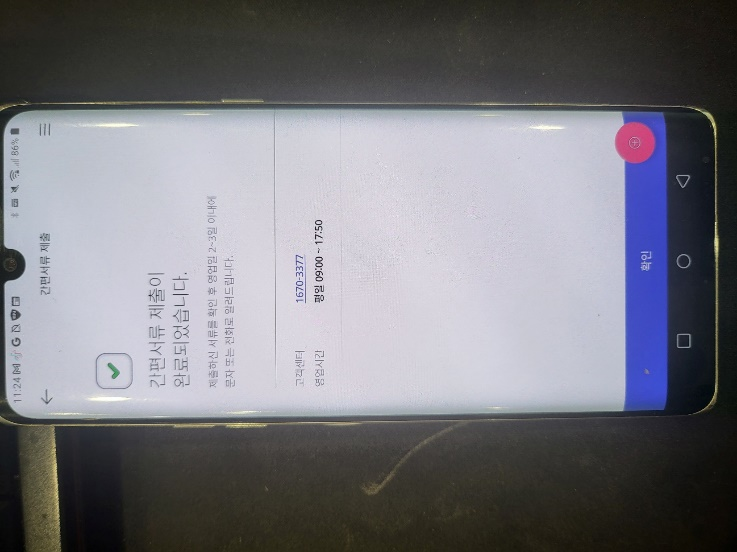 11:24
86%
간편서류 제출
간편서류 제출이
완료되었습니다.
제출하신 서류를 확인 후 영업일 2~3일 이내에
문자 또는 전화로 알려드립니다.
고객센터 1670-3377
영업시간 평일 09:00 ~ 17:50
확인